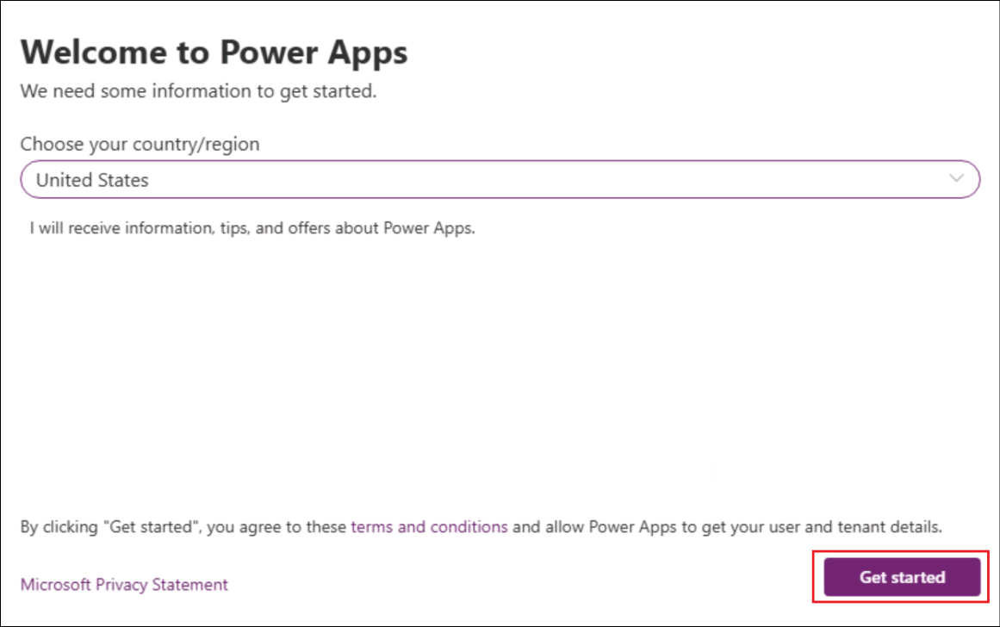 Welcome to Power Apps
We need some information to get started.
Choose your country/region
United States
I will receive information, tips, and offers about Power Apps.
By clicking "Get started", you agree to these terms and conditions and allow Power Apps to get your user and tenant details.
Microsoft Privacy Statement
Get started